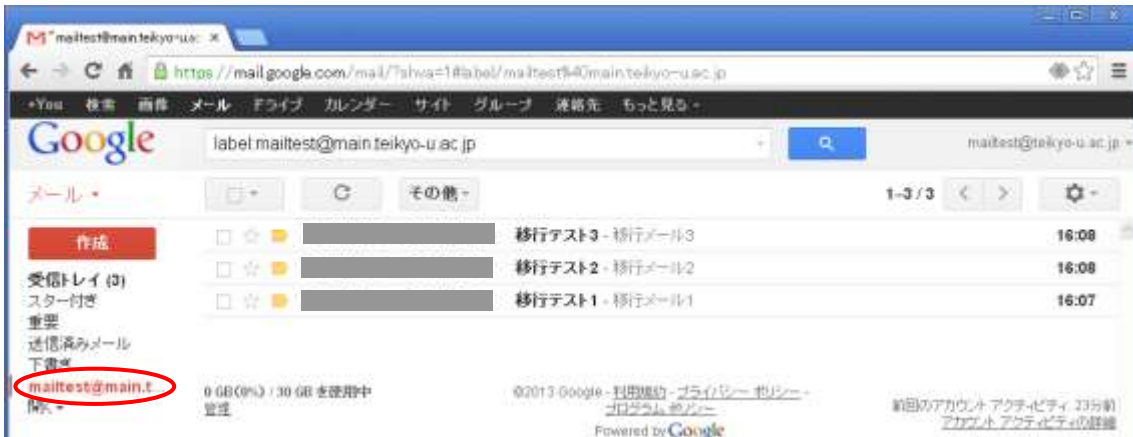 "mailtest@main.teikyo-u.ac
https://mail.google.com/mail/?shva=1#label/mailtest%40main.teikyo-u.ac.jp
+You 検索 画像 メール ドライブ カレンダー サイト グループ 連絡先 もっと見る
Google label:mailtest@main.teikyo-u.ac.jp mailtest@teikyo-u.ac.jp
メール その他 1-3 / 3
作成
移行テスト3 - 移行メール3 16:08
移行テスト2 - 移行メール2 16:08
移行テスト1 - 移行メール1 16:07
受信トレイ (3)
スター付き
重要
送信済みメール
下書き
mailtest@main.t
開く
0 GB(0%) / 30 GB を使用中
管理
©2013 Google - 利用規約 - プライバシー ポリシー -
プログラム ポリシー
Powered by Google
前回のアカウント アクティビティ: 23分前
アカウント アクティビティの詳細